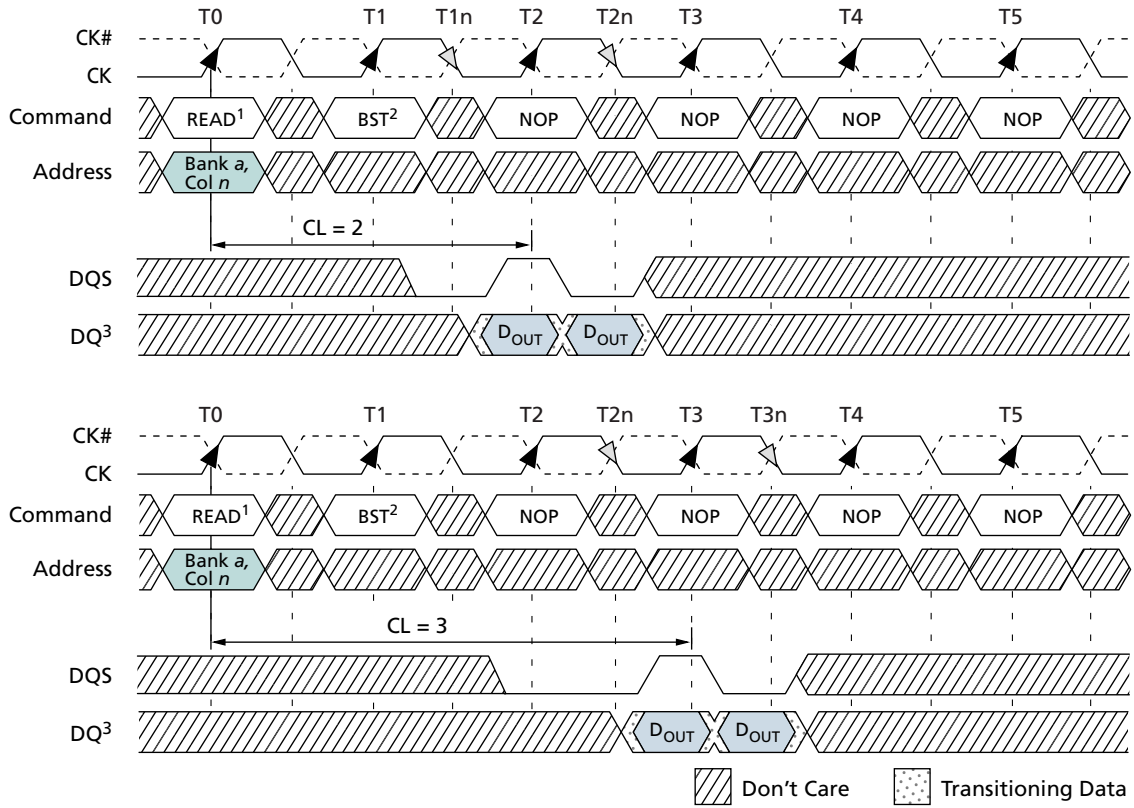 T0 T1 T1n T2 T2n T3 T4 T5
CK#
CK
Command READ1 BST2 NOP NOP NOP NOP
Address Bank a,
Col n
CL = 2
DQS
DQ3 DOUT DOUT
T0 T1 T2 T2n T3 T3n T4 T5
CK#
CK
Command READ1 BST2 NOP NOP NOP NOP
Address Bank a,
Col n
CL = 3
DQS
DQ3 DOUT DOUT
Don't Care Transitioning Data